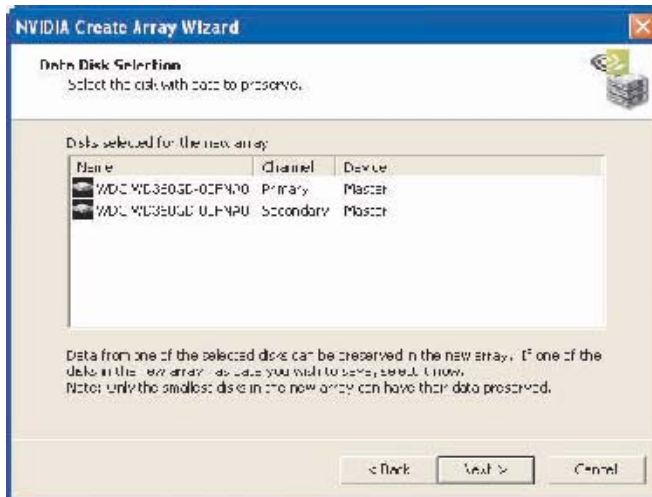 NVIDIA Create Array Wizard
Data Disk Selection
Select the disk with data to preserve.
Disks selected for the new array
Name Channel Device
WDC Primary Master
WDC Secondary Master
Data from one of the selected disks can be preserved in the new array. If one of the
disks in the new array has data you wish to save, select it now.
Note: Only the smallest disks in the new array can have their data preserved.
< Back Next > Cancel